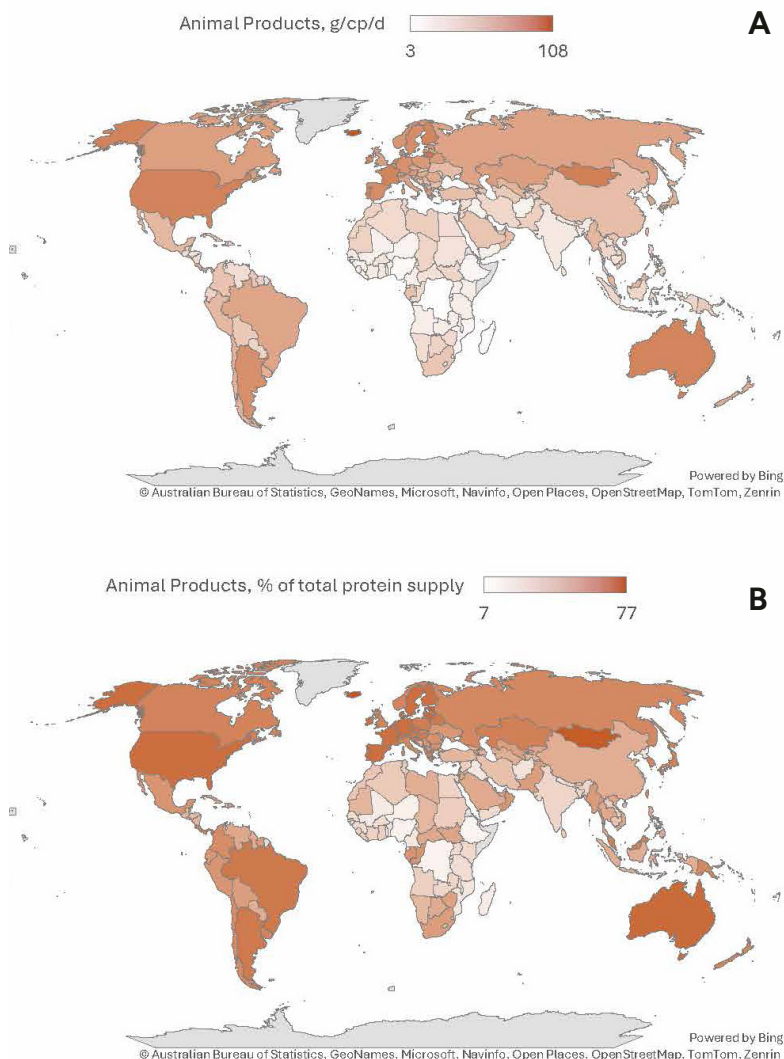 Animal Products, g/cp/d
3 108
A
Powered by Bing
© Australian Bureau of Statistics, GeoNames, Microsoft, Navinfo, Open Places, OpenStreetMap, TomTom, Zenrin
Animal Products, % of total protein supply
7 77
B
Powered by Bing
© Australian Bureau of Statistics, GeoNames, Microsoft, Navinfo, Open Places, OpenStreetMap, TomTom, Zenrin